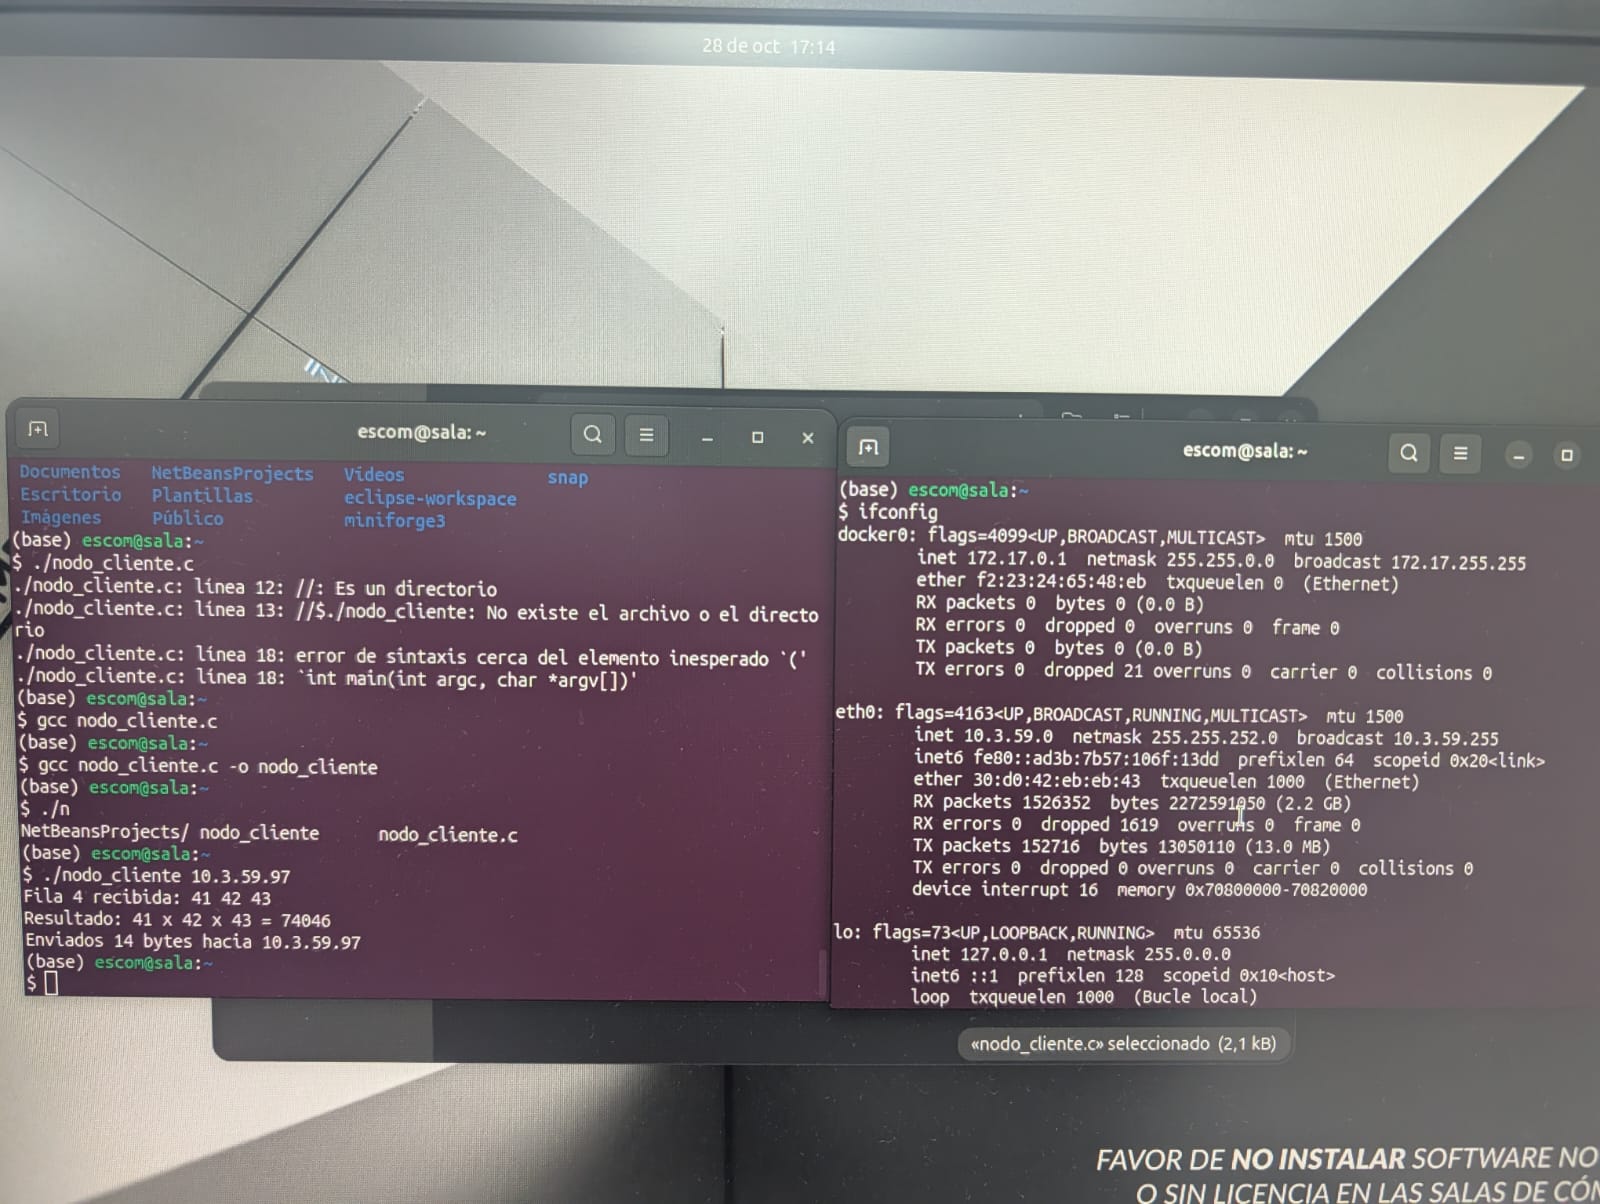 28 de oct 17:14
escom@sala: ~
Documentos NetBeansProjects Vídeos snap
Escritorio Plantillas eclipse-workspace
Imágenes Público miniforge3
(base) escom@sala:~
$ ./nodo_cliente.c
./nodo_cliente.c: línea 12: //: Es un directorio
./nodo_cliente.c: línea 13: //$./nodo_cliente: No existe el archivo o el directo
rio
./nodo_cliente.c: línea 18: error de sintaxis cerca del elemento inesperado `('
./nodo_cliente.c: línea 18: `int main(int argc, char *argv[])'
(base) escom@sala:~
$ gcc nodo_cliente.c
(base) escom@sala:~
$ gcc nodo_cliente.c -o nodo_cliente
(base) escom@sala:~
$ ./n
NetBeansProjects/ nodo_cliente nodo_cliente.c
(base) escom@sala:~
$ ./nodo_cliente 10.3.59.97
Fila 4 recibida: 41 42 43
Resultado: 41 x 42 x 43 = 74046
Enviados 14 bytes hacia 10.3.59.97
(base) escom@sala:~
$
escom@sala: ~
(base) escom@sala:~
$ ifconfig
docker0: flags=4099<UP,BROADCAST,MULTICAST> mtu 1500
inet 172.17.0.1 netmask 255.255.0.0 broadcast 172.17.255.255
ether f2:23:24:65:48:eb txqueuelen 0 (Ethernet)
RX packets 0 bytes 0 (0.0 B)
RX errors 0 dropped 0 overruns 0 frame 0
TX packets 0 bytes 0 (0.0 B)
TX errors 0 dropped 21 overruns 0 carrier 0 collisions 0
eth0: flags=4163<UP,BROADCAST,RUNNING,MULTICAST> mtu 1500
inet 10.3.59.0 netmask 255.255.252.0 broadcast 10.3.59.255
inet6 fe80::ad3b:7b57:106f:13dd prefixlen 64 scopeid 0x20<link>
ether 30:d0:42:eb:eb:43 txqueuelen 1000 (Ethernet)
RX packets 1526352 bytes 2272591050 (2.2 GB)
RX errors 0 dropped 1619 overruns 0 frame 0
TX packets 152716 bytes 13050110 (13.0 MB)
TX errors 0 dropped 0 overruns 0 carrier 0 collisions 0
device interrupt 16 memory 0x70800000-70820000
lo: flags=73<UP,LOOPBACK,RUNNING> mtu 65536
inet 127.0.0.1 netmask 255.0.0.0
inet6 ::1 prefixlen 128 scopeid 0x10<host>
loop txqueuelen 1000 (Bucle local)
«nodo_cliente.c» seleccionado (2,1 kB)
FAVOR DE NO INSTALAR SOFTWARE NO
O SIN LICENCIA EN LAS SALAS DE CÓM